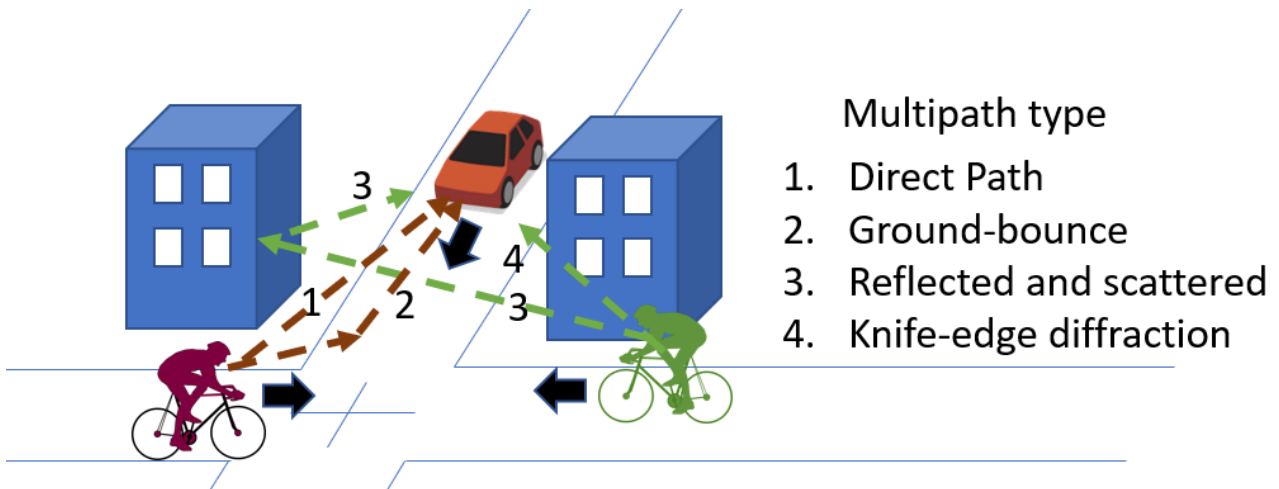 Multipath type
1. Direct Path
2. Ground-bounce
3. Reflected and scattered
4. Knife-edge diffraction
3
4
1
2
3